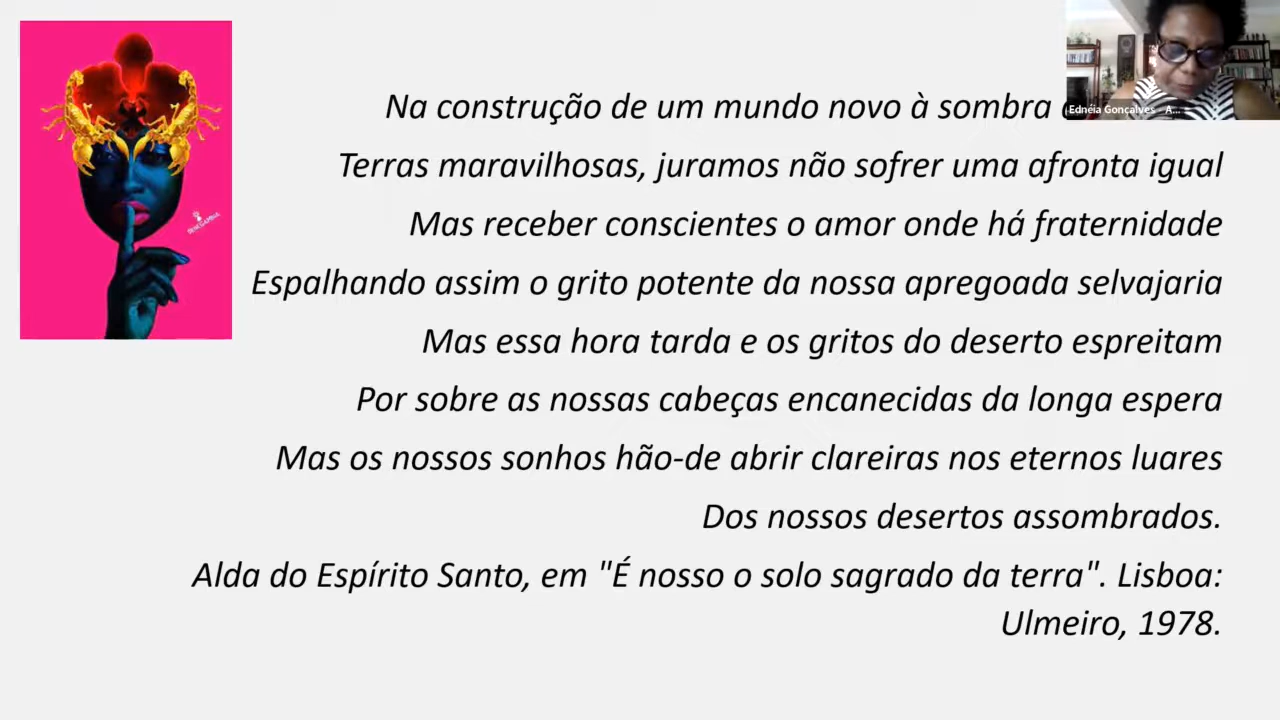 Ednéia Gonçalves - A...
Na construção de um mundo novo à sombra
Terras maravilhosas, juramos não sofrer uma afronta igual
Mas receber conscientes o amor onde há fraternidade
Espalhando assim o grito potente da nossa apregoada selvajaria
Mas essa hora tarda e os gritos do deserto espreitam
Por sobre as nossas cabeças encanecidas da longa espera
Mas os nossos sonhos hão-de abrir clareiras nos eternos luares
Dos nossos desertos assombrados.
Alda do Espírito Santo, em "É nosso o solo sagrado da terra". Lisboa:
Ulmeiro, 1978.